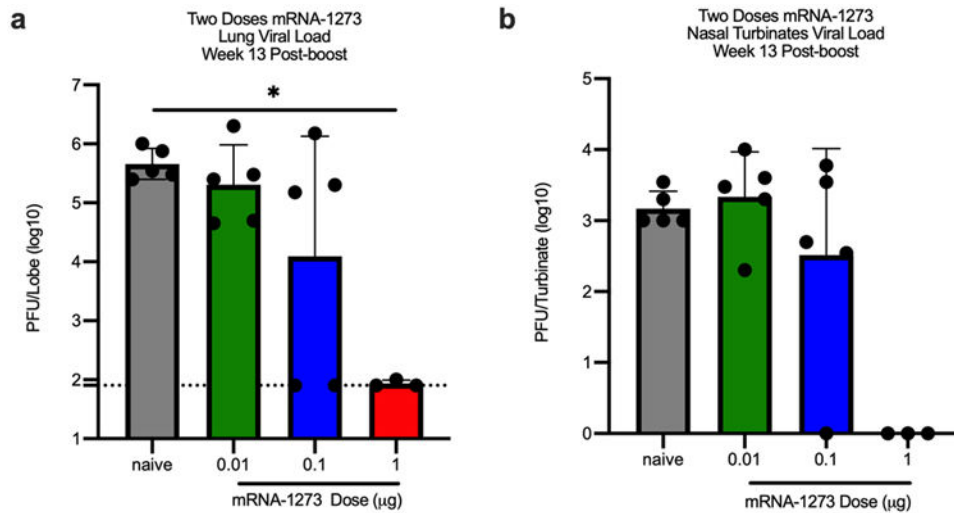 a
Two Doses mRNA-1273
Lung Viral Load
Week 13 Post-boost
*
PFU/Lobe (log10)
7
6
5
4
3
2
1
naive
0.01
0.1
1
mRNA-1273 Dose (μg)
b
Two Doses mRNA-1273
Nasal Turbinates Viral Load
Week 13 Post-boost
PFU/Turbinate (log10)
5
4
3
2
1
0
naive
0.01
0.1
1
mRNA-1273 Dose (μg)